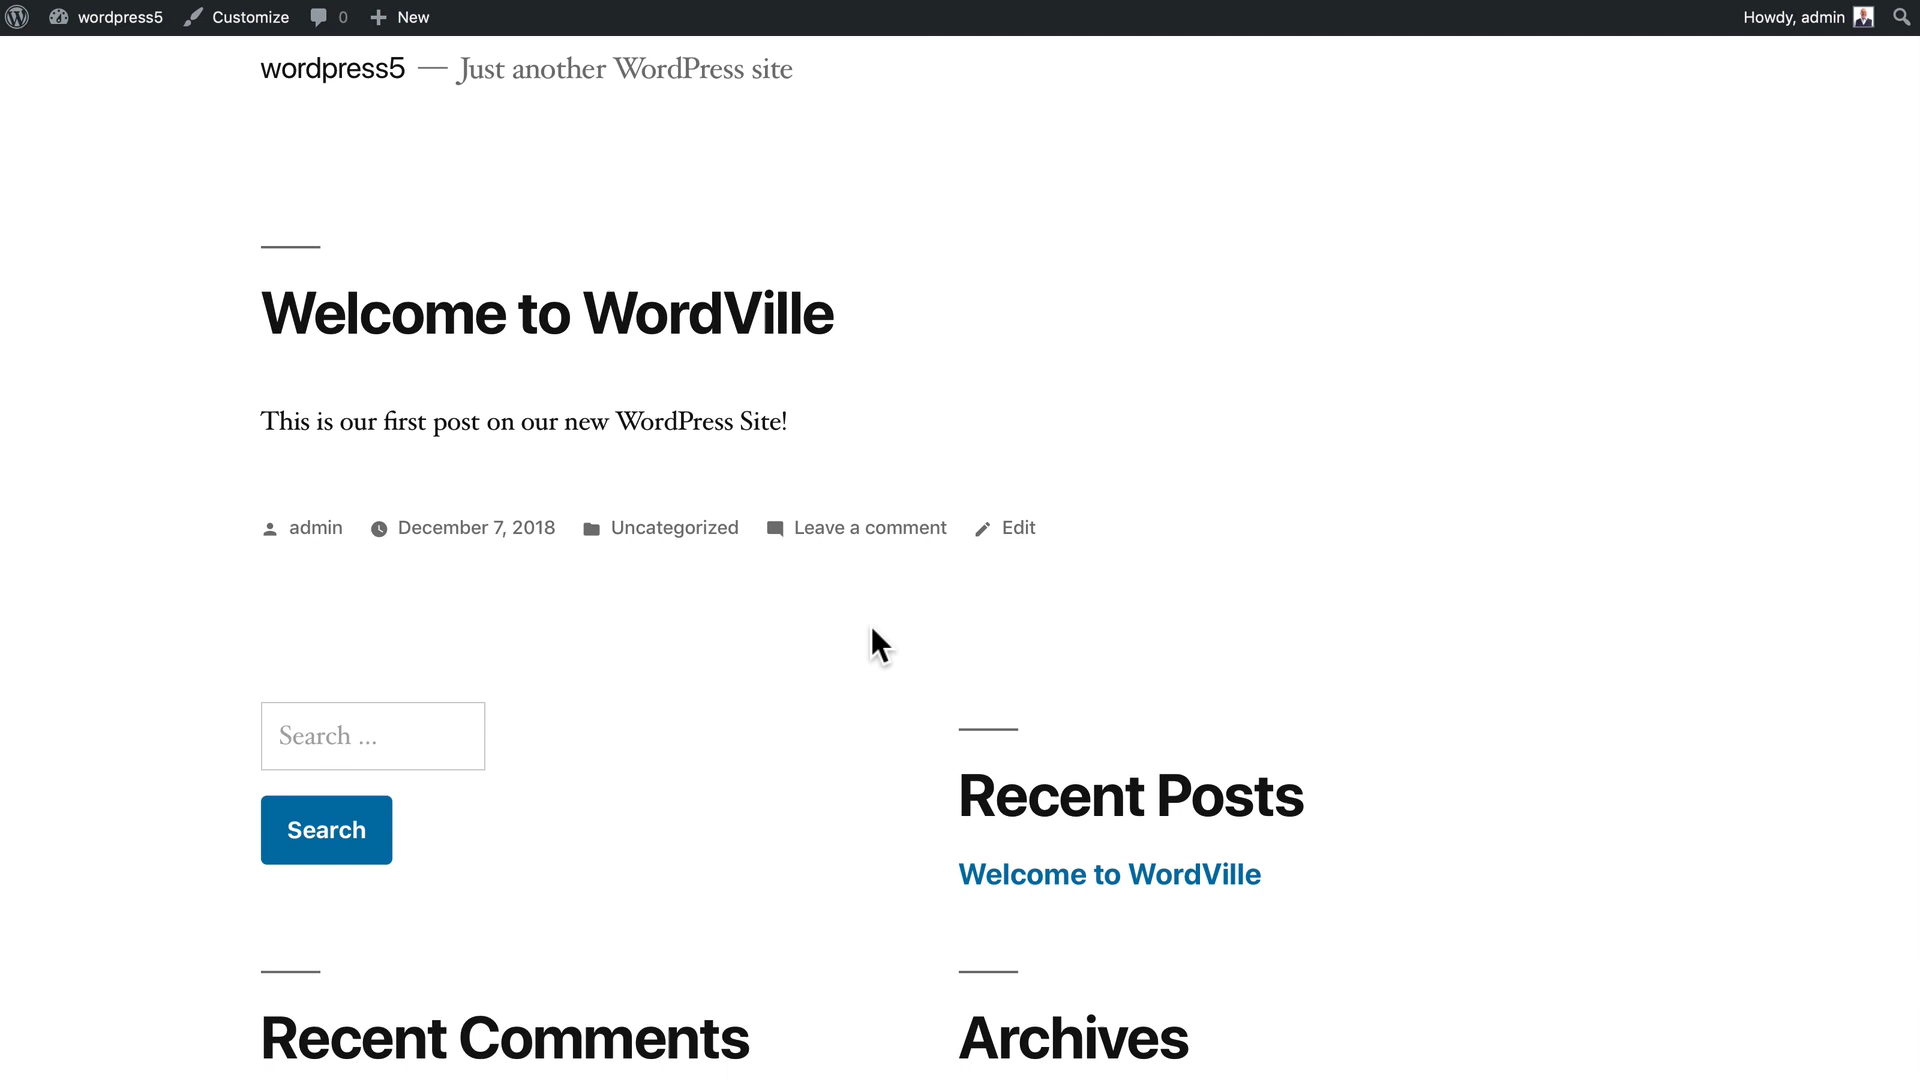 wordpress5 Customize 0 New Howdy, admin
wordpress5 — Just another WordPress site
Welcome to WordVille
This is our first post on our new WordPress Site!
admin December 7, 2018 Uncategorized Leave a comment Edit
Search ...
Search
Recent Posts
Welcome to WordVille
Recent Comments
Archives